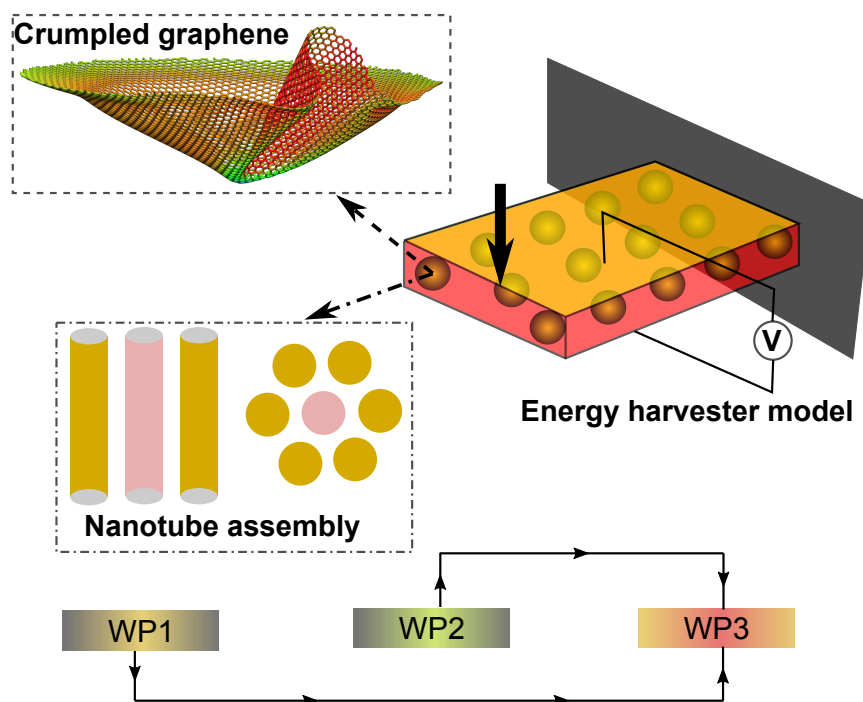 Crumpled graphene
V
Energy harvester model
Nanotube assembly
WP1
WP2
WP3